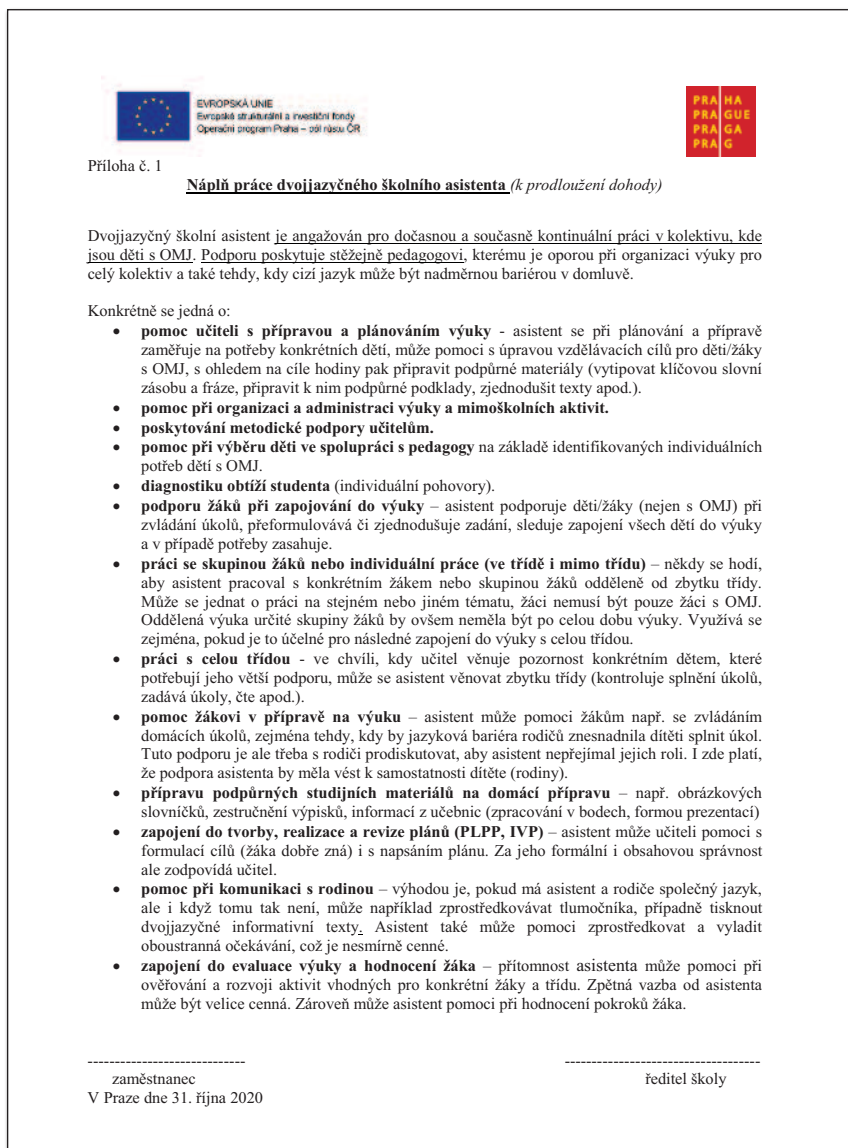 EVROPSKÁ UNIE
Evropské strukturální a investiční fondy
Operační program Praha – pól růstu ČR
PRA HA
PRA GUE
PRA GA
PRA G
Příloha č. 1
Náplň práce dvojjazyčného školního asistenta (k prodloužení dohody)
Dvojjazyčný školní asistent je angažován pro dočasnou a současně kontinuální práci v kolektivu, kde
jsou děti s OMJ. Podporu poskytuje stěžejně pedagogovi, kterému je oporou při organizaci výuky pro
celý kolektiv a také tehdy, kdy cizí jazyk může být nadměrnou bariérou v domluvě.
Konkrétně se jedná o:
• pomoc učiteli s přípravou a plánováním výuky - asistent se při plánování a přípravě
zaměřuje na potřeby konkrétních dětí, může pomoci s úpravou vzdělávacích cílů pro děti/žáky
s OMJ, s ohledem na cíle hodiny pak připravit podpůrné materiály (vytipovat klíčovou slovní
zásobu a fráze, připravit k nim podpůrné podklady, zjednodušit texty apod.).
• pomoc při organizaci a administraci výuky a mimoškolních aktivit.
• poskytování metodické podpory učitelům.
• pomoc při výběru děti ve spolupráci s pedagogy na základě identifikovaných individuálních
potřeb dětí s OMJ.
• diagnostiku obtíží studenta (individuální pohovory).
• podporu žáků při zapojování do výuky – asistent podporuje děti/žáky (nejen s OMJ) při
zvládání úkolů, přeformulovává či zjednodušuje zadání, sleduje zapojení všech dětí do výuky
a v případě potřeby zasahuje.
• práci se skupinou žáků nebo individuální práce (ve třídě i mimo třídu) – někdy se hodí,
aby asistent pracoval s konkrétním žákem nebo skupinou žáků odděleně od zbytku třídy.
Může se jednat o práci na stejném nebo jiném tématu, žáci nemusí být pouze žáci s OMJ.
Oddělená výuka určité skupiny žáků by ovšem neměla být po celou dobu výuky. Využívá se
zejména, pokud je to účelné pro následné zapojení do výuky s celou třídou.
• práci s celou třídou - ve chvíli, kdy učitel věnuje pozornost konkrétním dětem, které
potřebují jeho větší podporu, může se asistent věnovat zbytku třídy (kontroluje splnění úkolů,
zadává úkoly, čte apod.).
• pomoc žákovi v přípravě na výuku – asistent může pomoci žákům např. se zvládáním
domácích úkolů, zejména tehdy, kdy by jazyková bariéra rodičů znesnadnila dítěti splnit úkol.
Tuto podporu je ale třeba s rodiči prodiskutovat, aby asistent nepřejímal jejich roli. I zde platí,
že podpora asistenta by měla vést k samostatnosti dítěte (rodiny).
• přípravu podpůrných studijních materiálů na domácí přípravu – např. obrázkových
slovníčků, zestručnění výpisků, informací z učebnic (zpracování v bodech, formou prezentací)
• zapojení do tvorby, realizace a revize plánů (PLPP, IVP) – asistent může učiteli pomoci s
formulací cílů (žáka dobře zná) i s napsáním plánu. Za jeho formální i obsahovou správnost
ale zodpovídá učitel.
• pomoc při komunikaci s rodinou – výhodou je, pokud má asistent a rodiče společný jazyk,
ale i když tomu tak není, může například zprostředkovávat tlumočníka, případně tisknout
dvojjazyčné informativní texty. Asistent také může pomoci zprostředkovat a vyladit
oboustranná očekávání, což je nesmírně cenné.
• zapojení do evaluace výuky a hodnocení žáka – přítomnost asistenta může pomoci při
ověřování a rozvoji aktivit vhodných pro konkrétní žáky a třídu. Zpětná vazba od asistenta
může být velice cenná. Zároveň může asistent pomoci při hodnocení pokroků žáka.
------------------------------ ------------------------------------
zaměstnanec ředitel školy
V Praze dne 31. října 2020